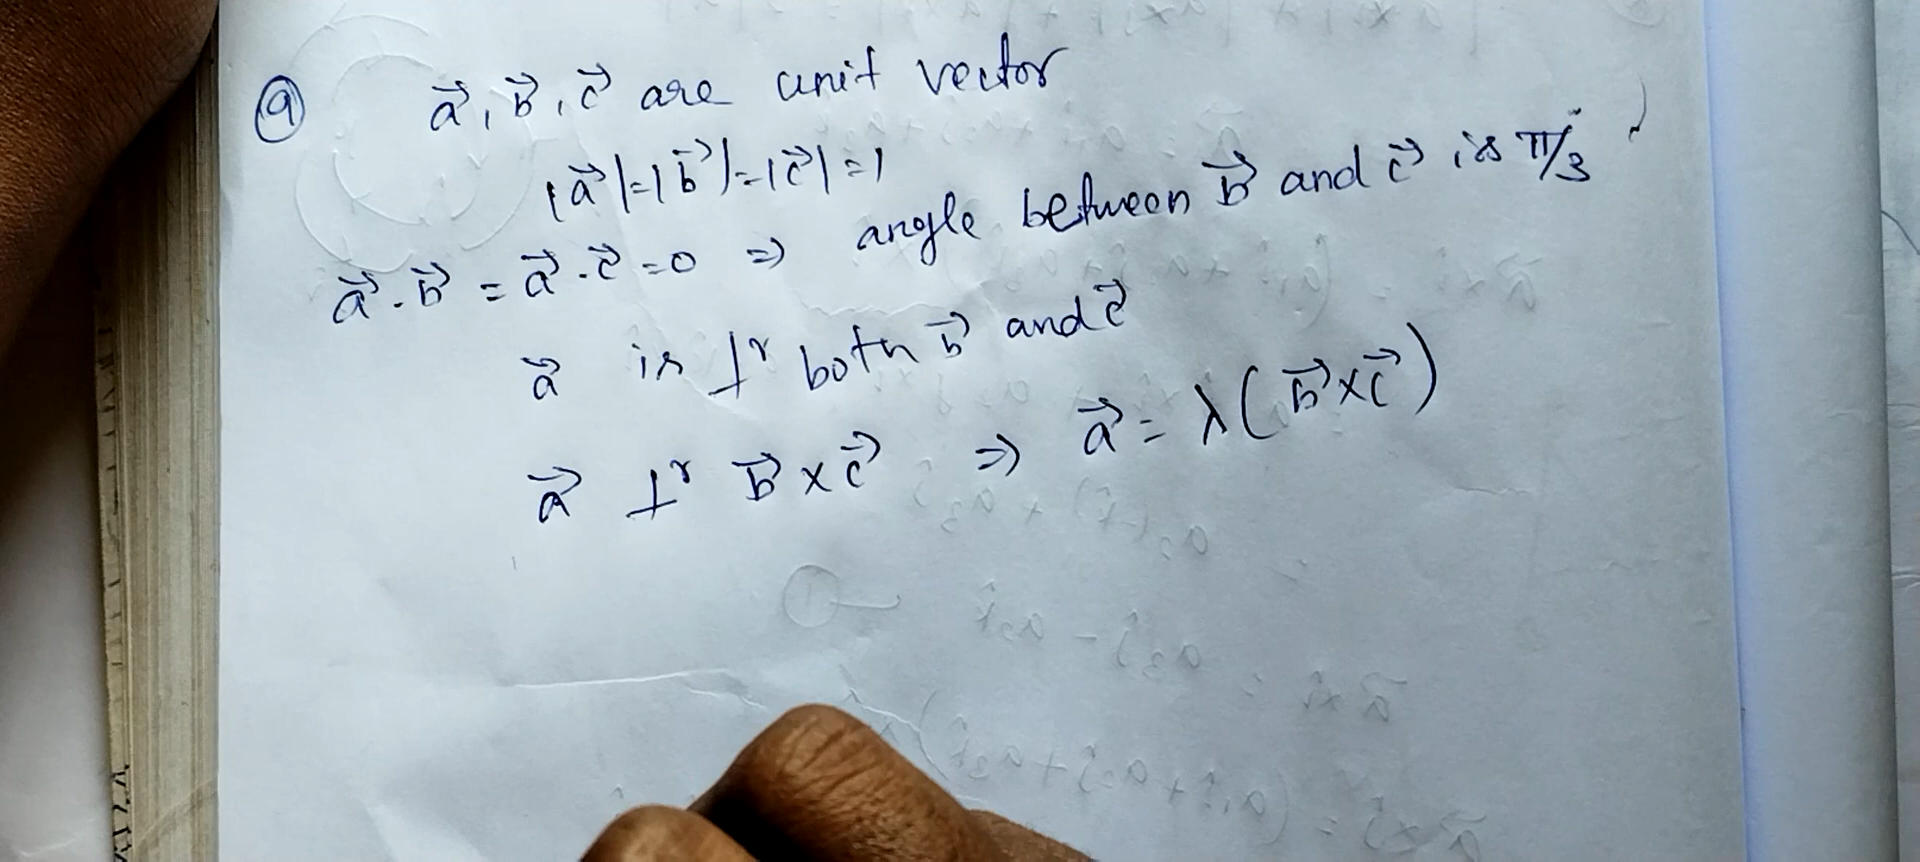 ⑨ a⃗, b⃗, c⃗ are unit vector
|a⃗|=|b⃗|=|c⃗|=1
a⃗.b⃗ = a⃗.c⃗ =0 ⇒ angle between b⃗ and c⃗ is π/3
a⃗ is ⊥r both b⃗ and c⃗
a⃗ ⊥r b⃗ × c⃗ ⇒ a⃗ = λ(b⃗×c⃗)